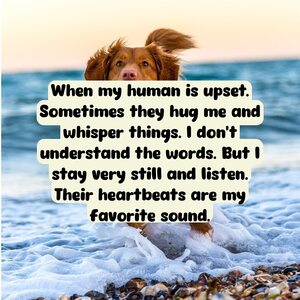 When my human is upset.
Sometimes they hug me and
whisper things. I don't
understand the words. But I
stay very still and listen.
Their heartbeats are my
favorite sound.